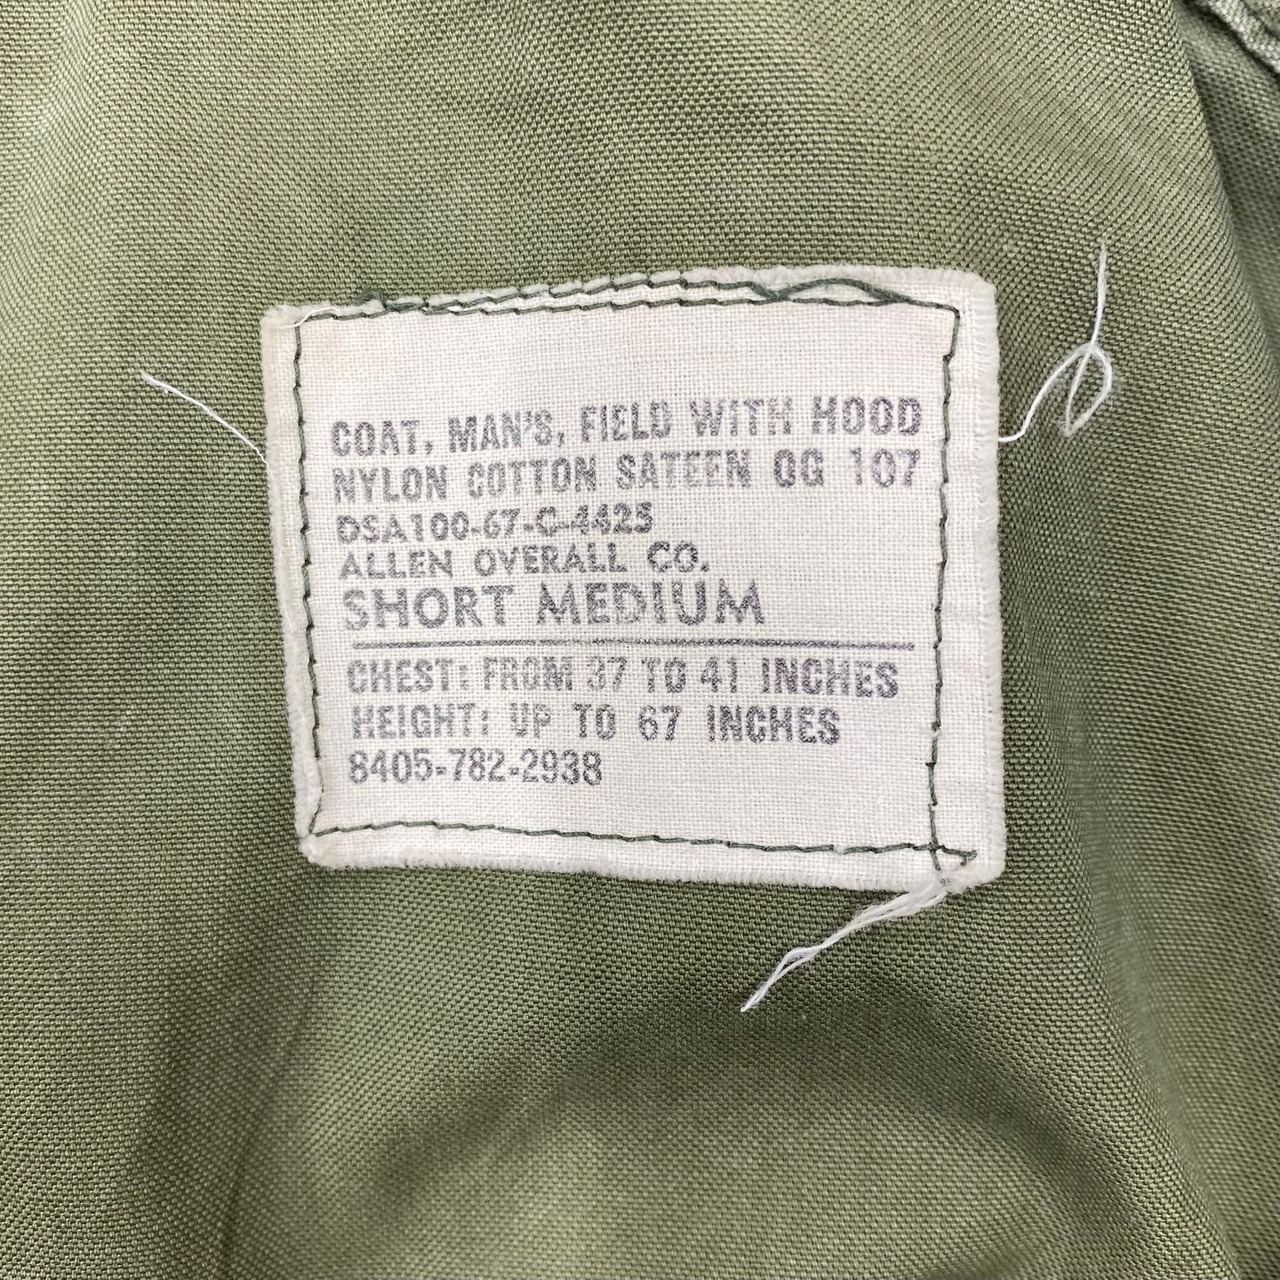 COAT, MAN'S, FIELD WITH HOOD
NYLON COTTON SATEEN OG 107
DSA100-67-C-4425
ALLEN OVERALL CO.
SHORT MEDIUM
CHEST: FROM 37 TO 41 INCHES
HEIGHT: UP TO 67 INCHES
8405-782-2938